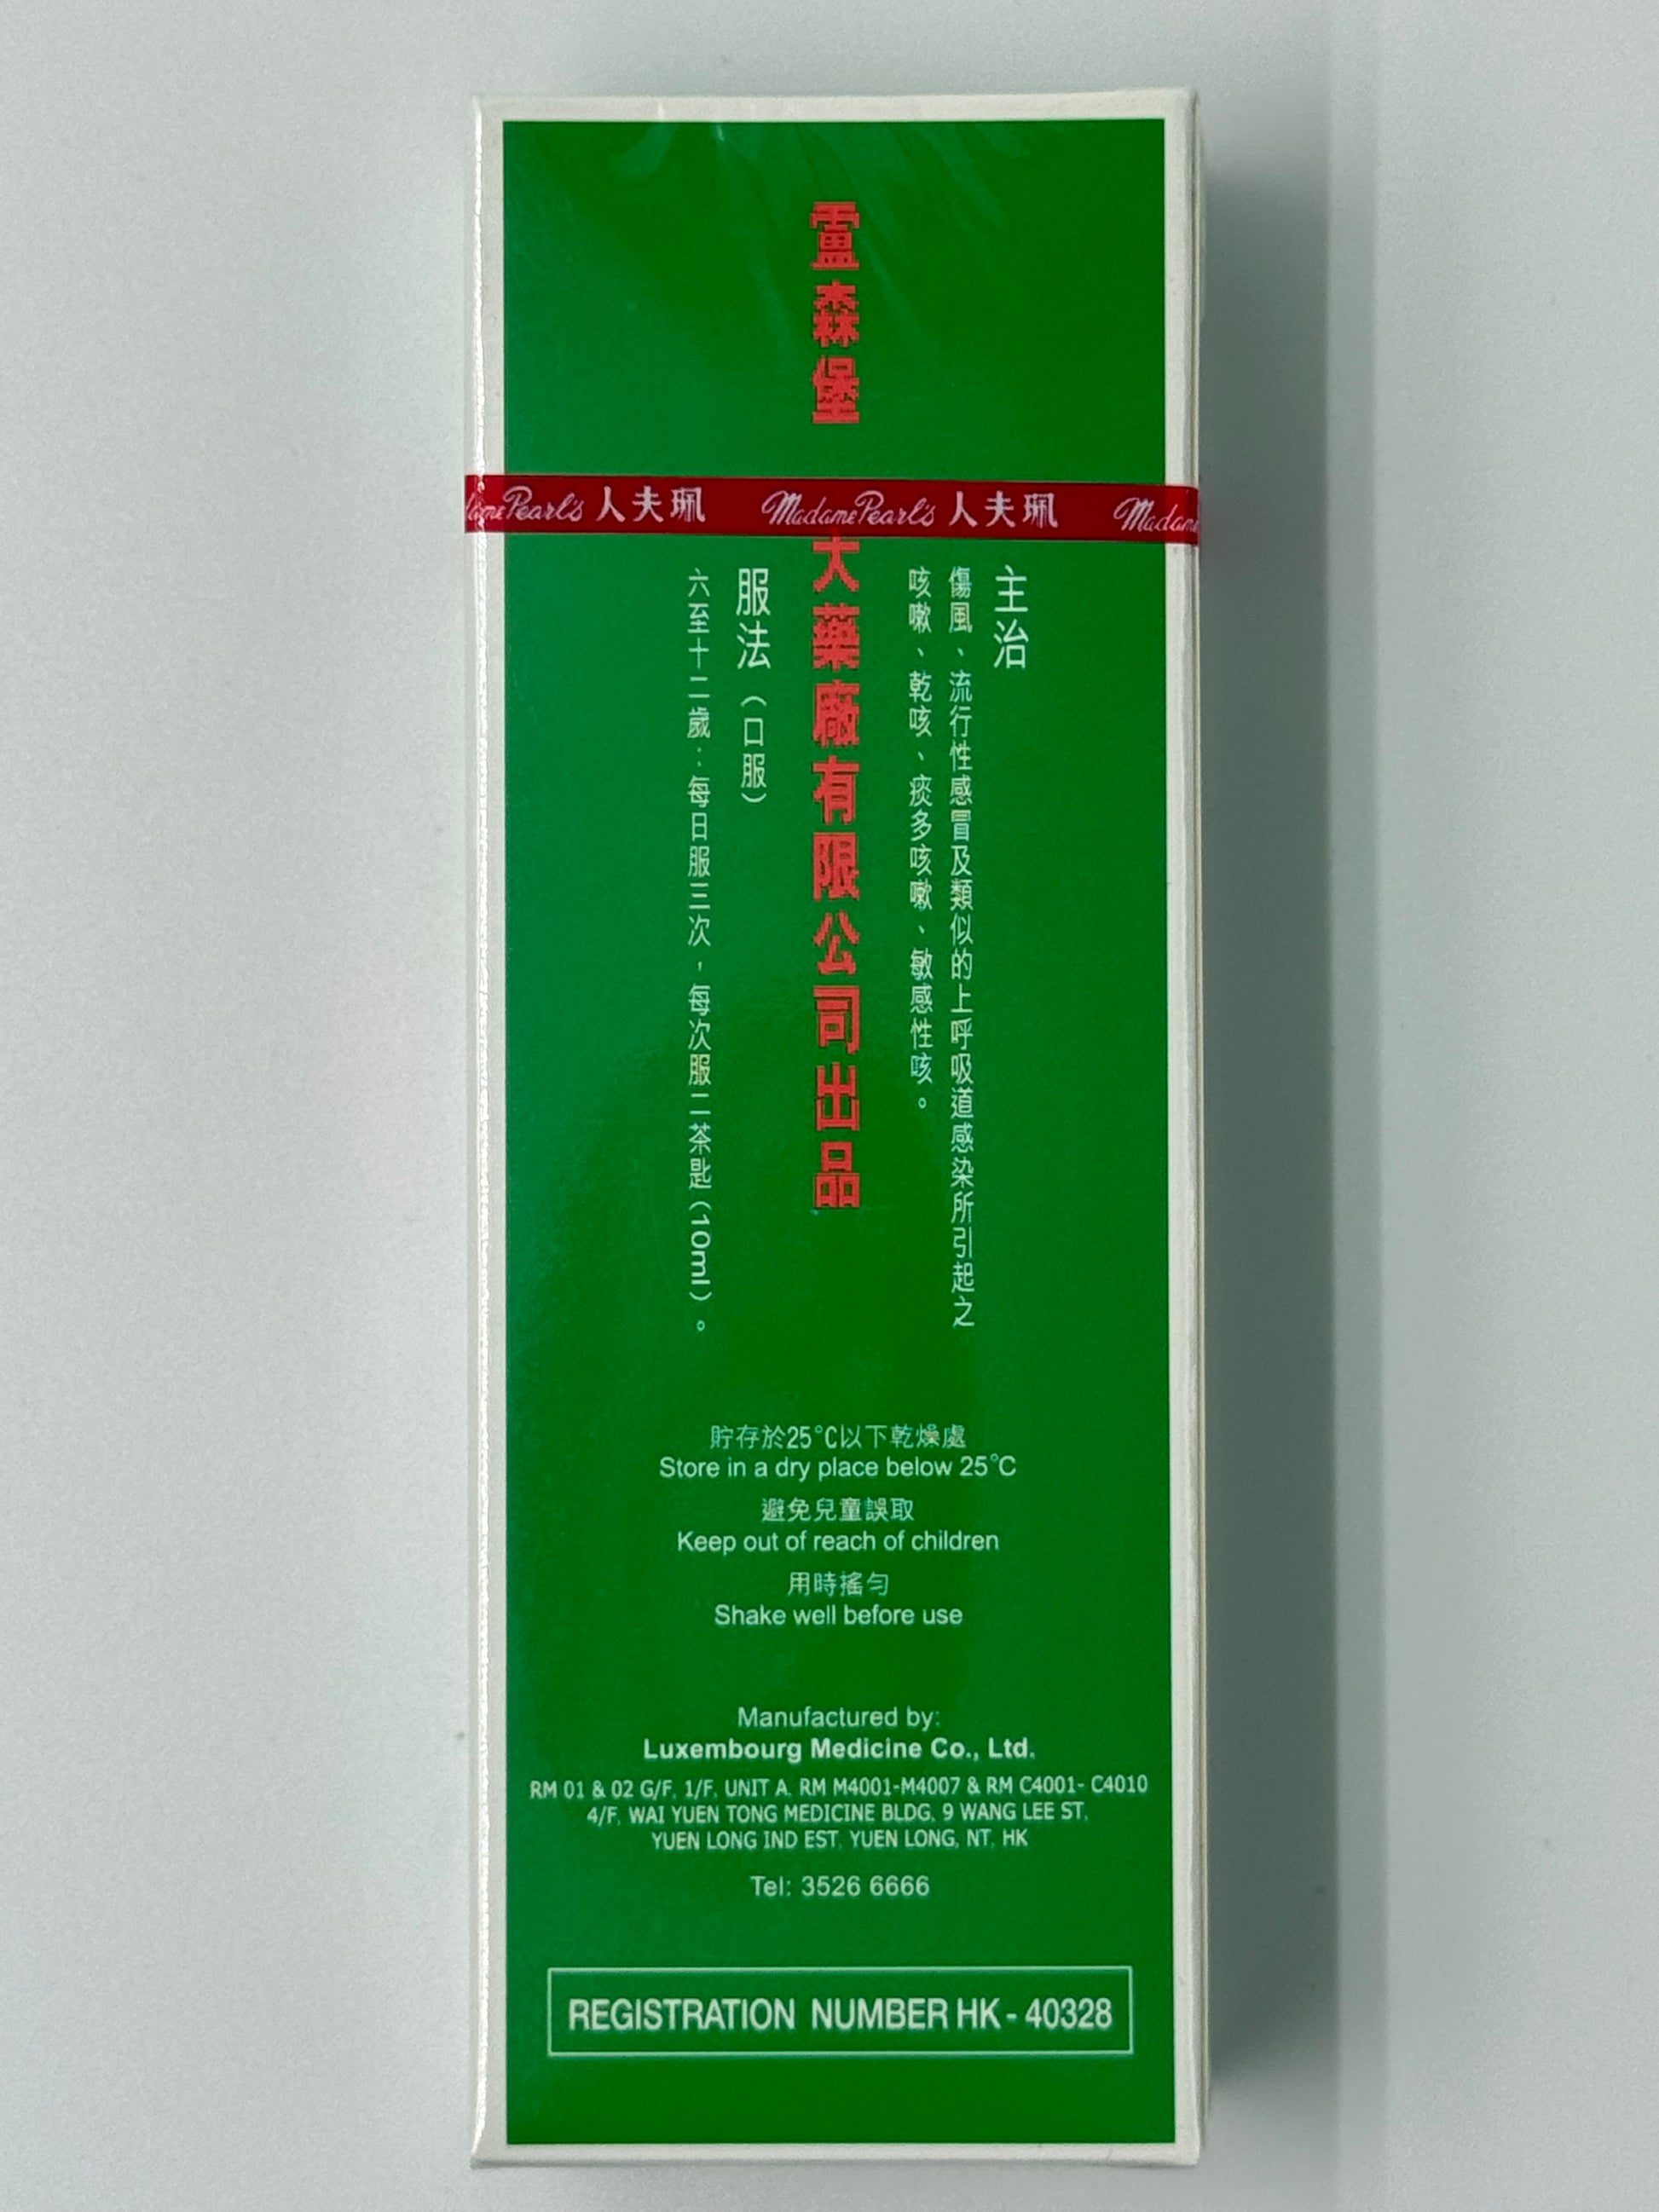 盧森堡
dame Pearl's 人夫珮 Madame Pearl's 人夫珮 Madame
主治
傷風、流行性感冒及類似的上呼吸道感染所引起之
咳嗽、乾咳、痰多咳嗽、敏感性咳。
大藥廠有限公司出品
服法（口服）
六至十二歲：每日服三次，每次服二茶匙（10ml）。
貯存於25°C以下乾燥處
Store in a dry place below 25°C
避免兒童誤取
Keep out of reach of children
用時搖勻
Shake well before use
Manufactured by:
Luxembourg Medicine Co., Ltd.
RM 01 & 02 G/F, 1/F, UNIT A, RM M4001-M4007 & RM C4001- C4010
4/F, WAI YUEN TONG MEDICINE BLDG, 9 WANG LEE ST,
YUEN LONG IND EST, YUEN LONG, NT, HK
Tel: 3526 6666
REGISTRATION NUMBER HK - 40328